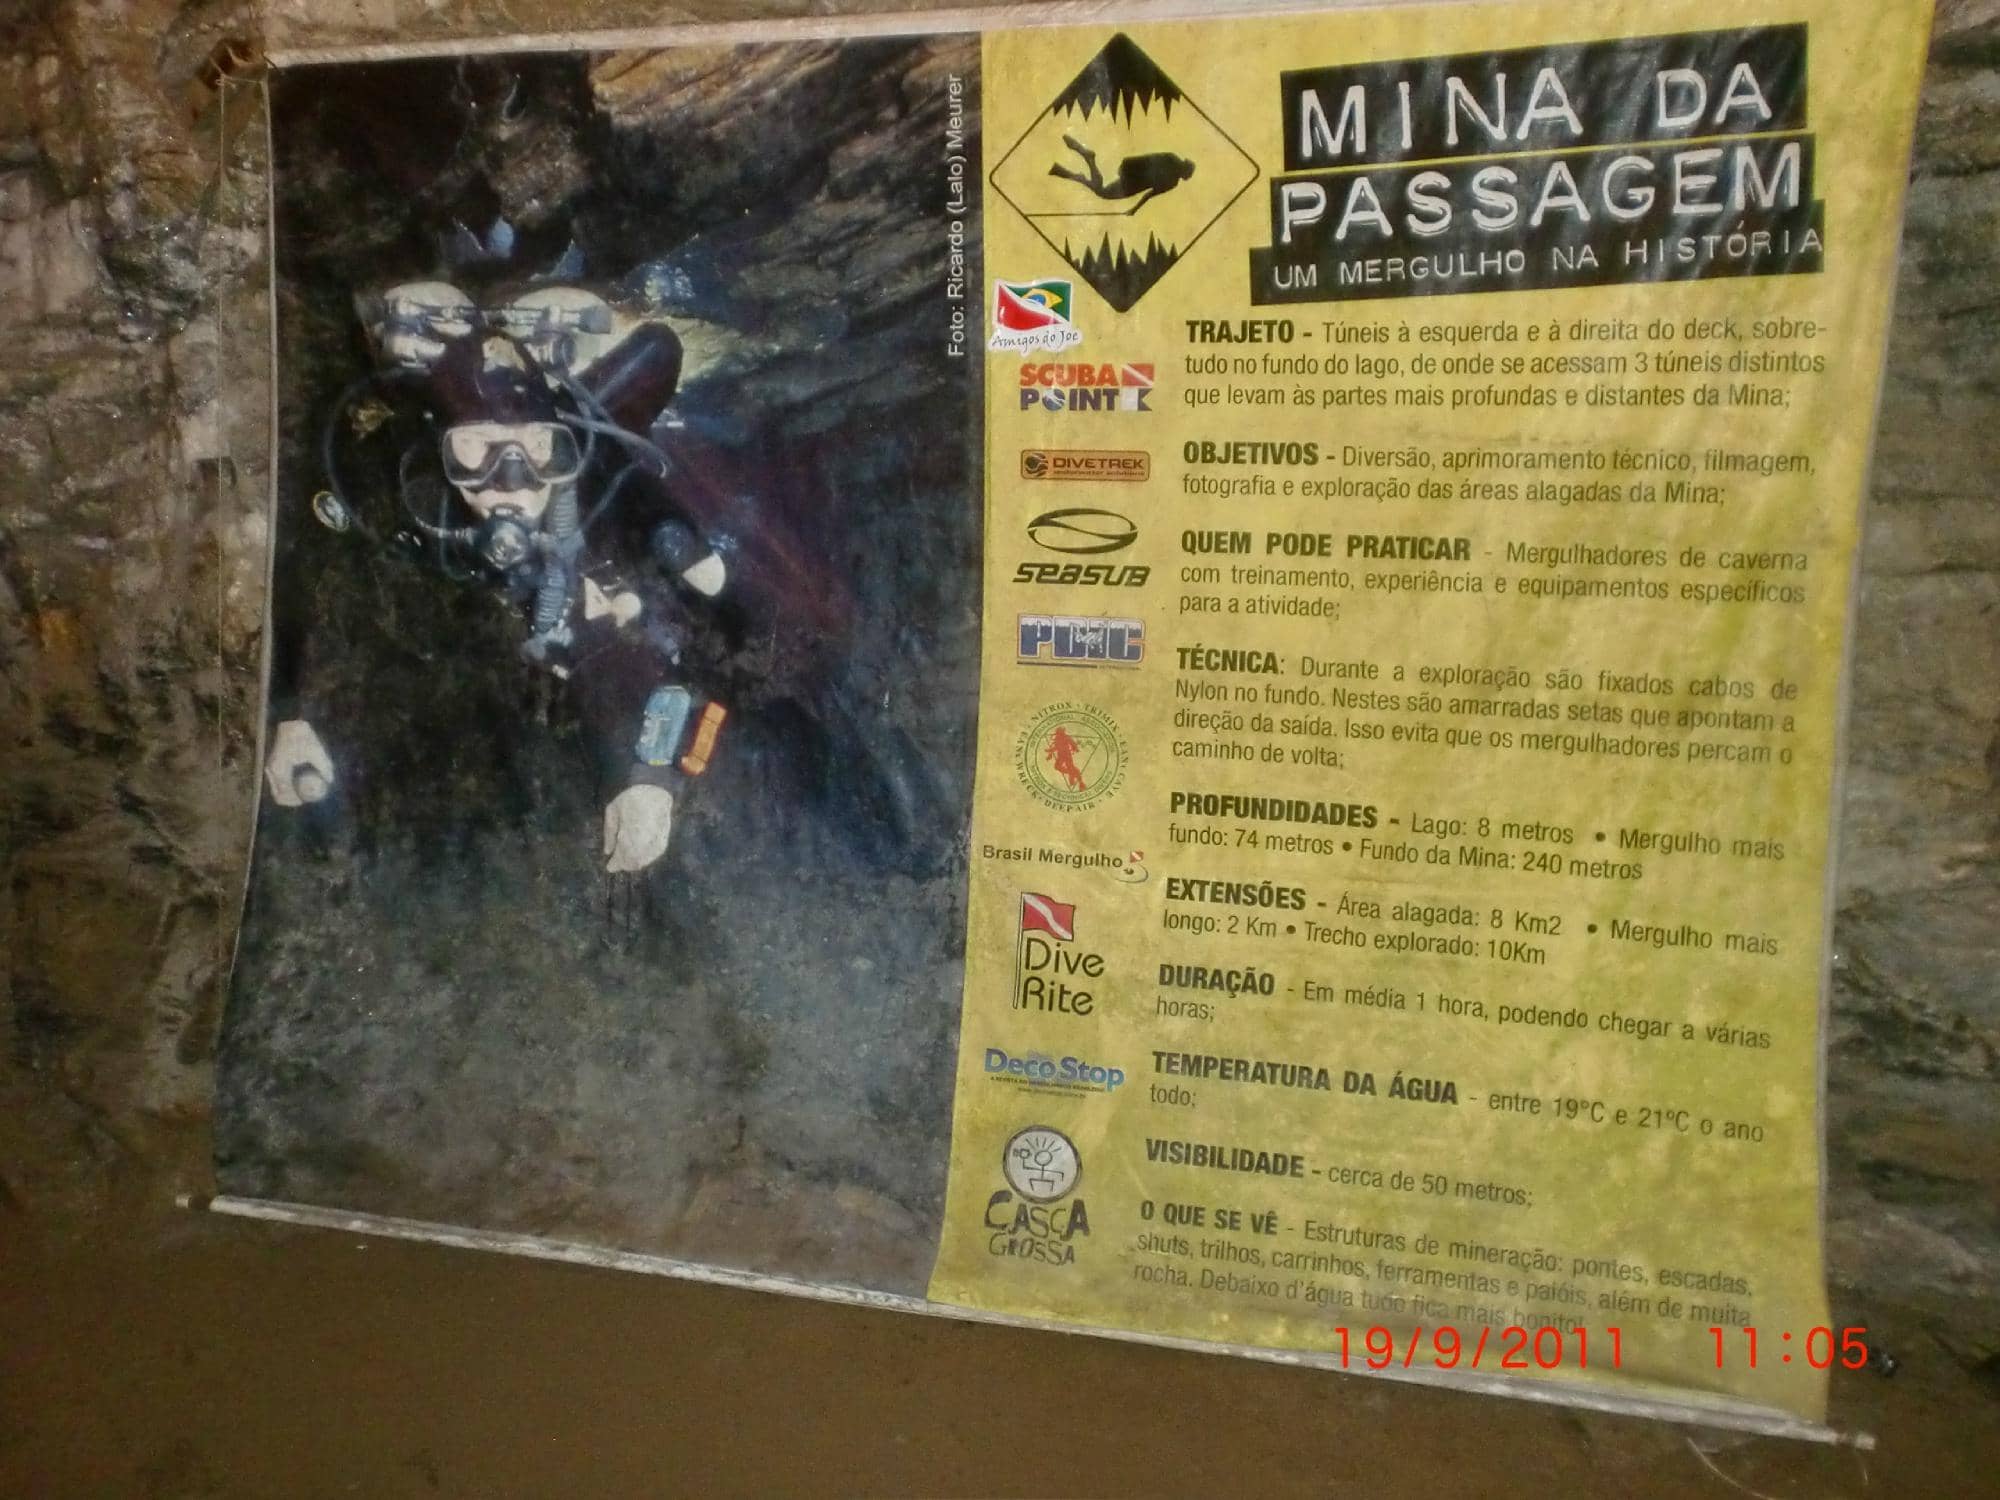 Foto: Ricardo (Lalo) Meurer
MINA DA
PASSAGEM
UM MERGULHO NA HISTÓRIA
Amigos do Joe
SCUBA
POINT
DIVETREK
SEASUB
PDIC
Brasil Mergulho
Dive
Rite
Deco Stop
CASCA
GROSSA
TRAJETO - Túneis à esquerda e à direita do deck, sobre-
tudo no fundo do lago, de onde se acessam 3 túneis distintos
que levam às partes mais profundas e distantes da Mina;
OBJETIVOS - Diversão, aprimoramento técnico, filmagem,
fotografia e exploração das áreas alagadas da Mina;
QUEM PODE PRATICAR - Mergulhadores de caverna
com treinamento, experiência e equipamentos específicos
para a atividade;
TÉCNICA: Durante a exploração são fixados cabos de
Nylon no fundo. Nestes são amarradas setas que apontam a
direção da saída. Isso evita que os mergulhadores percam o
caminho de volta;
PROFUNDIDADES - Lago: 8 metros • Mergulho mais
fundo: 74 metros • Fundo da Mina: 240 metros
EXTENSÕES - Área alagada: 8 Km2 • Mergulho mais
longo: 2 Km • Trecho explorado: 10Km
DURAÇÃO - Em média 1 hora, podendo chegar a várias
horas;
TEMPERATURA DA ÁGUA - entre 19°C e 21ºC o ano
todo;
VISIBILIDADE - cerca de 50 metros;
O QUE SE VÊ - Estruturas de mineração: pontes, escadas,
shuts, trilhos, carrinhos, ferramentas e paióis, além de muita
rocha. Debaixo d'água tudo fica mais bonito!
19/9/2011 11:05